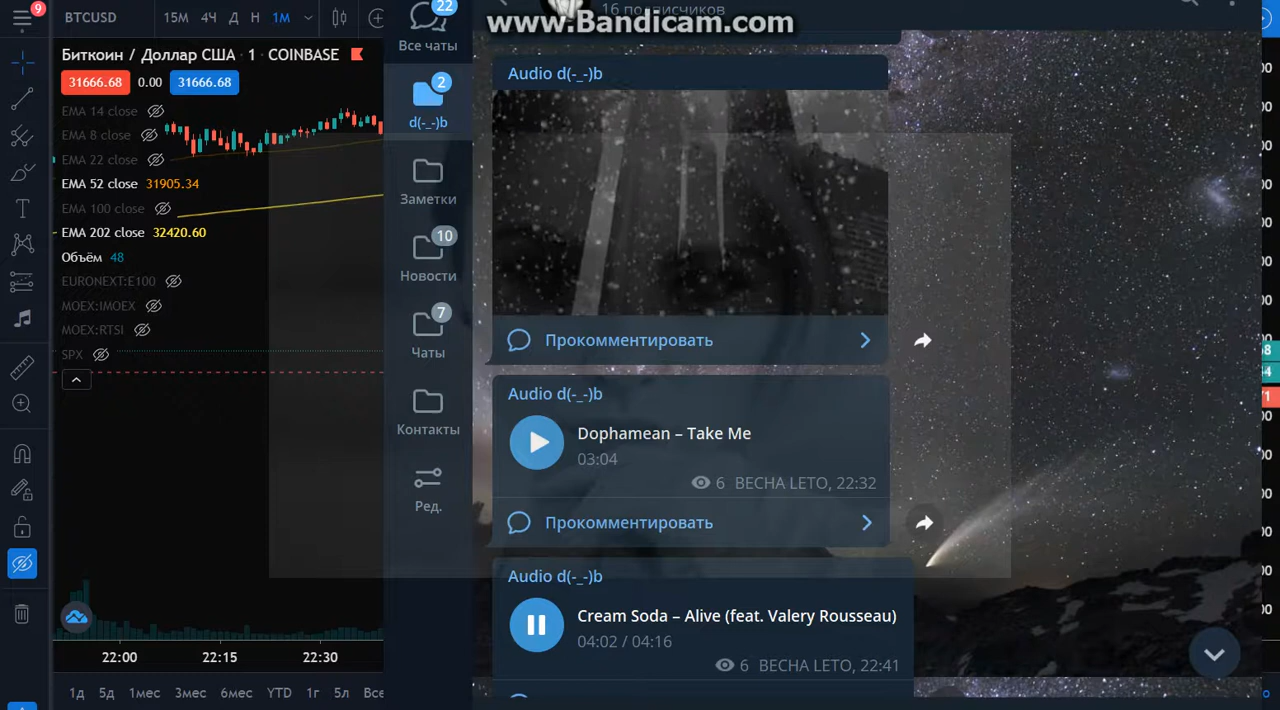 9
BTCUSD
15М
4Ч
Д
Н
1М
Биткоин / Доллар США · 1 · COINBASE
31666.68
0.00
31666.68
EMA 14 close
EMA 8 close
EMA 22 close
EMA 52 close 31905.34
EMA 100 close
EMA 202 close 32420.60
Объём 48
EURONEXT:E100
MOEX:IMOEX
MOEX:RTSI
SPX
22:00
22:15
22:30
1д
5д
1мес
3мес
6мес
YTD
1г
5л
Все
22
Все чаты
2
d(-_-)b
Заметки
10
Новости
7
Чаты
Контакты
Ред.
16 подписчиков
www.Bandicam.com
Audio d(-_-)b
Прокомментировать
Audio d(-_-)b
Dophamean – Take Me
03:04
6 ВЕСНА LETO, 22:32
Прокомментировать
Audio d(-_-)b
Cream Soda – Alive (feat. Valery Rousseau)
04:02 / 04:16
6 ВЕСНА LETO, 22:41